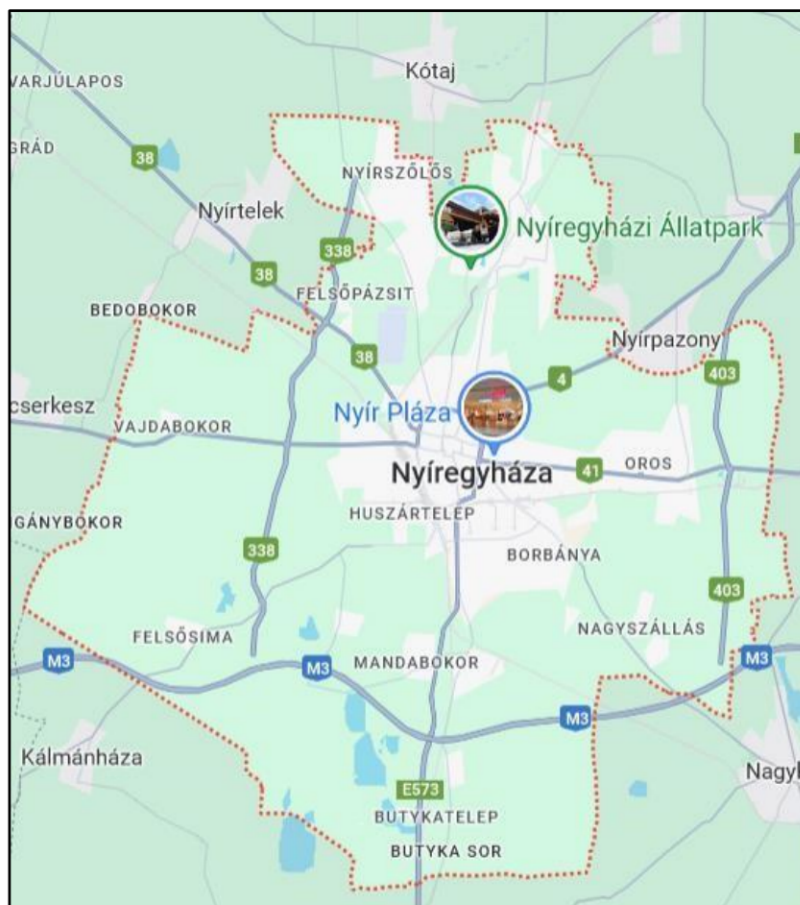 Kótaj
VARJÚLAPOS
GRÁD
38
NYÍRSZŐLŐS
Nyírtelek
Nyíregyházi Állatpark
338
38
FELSŐPÁZSIT
BEDOBOKOR
Nyírpazony
38
4
403
cserkesz
Nyír Pláza
VAJDABOKOR
Nyíregyháza
41
OROS
HUSZÁRTELEP
GÁNYBOKOR
338
BORBÁNYA
403
FELSŐSIMA
NAGYSZÁLLÁS
M3
M3
MANDABOKOR
M3
M3
Kálmánháza
Nagyk
E573
BUTYKATELEP
BUTYKA SOR